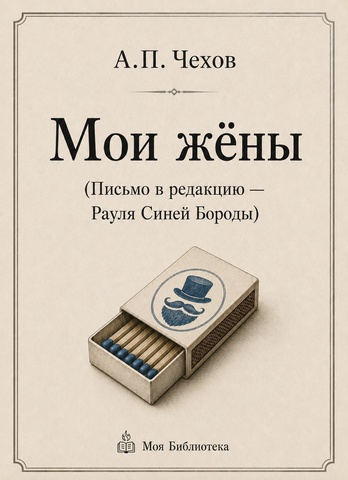 А. П. Чехов
Мои жёны
(Письмо в редакцию —
Рауля Синей Бороды)
Моя Библиотека